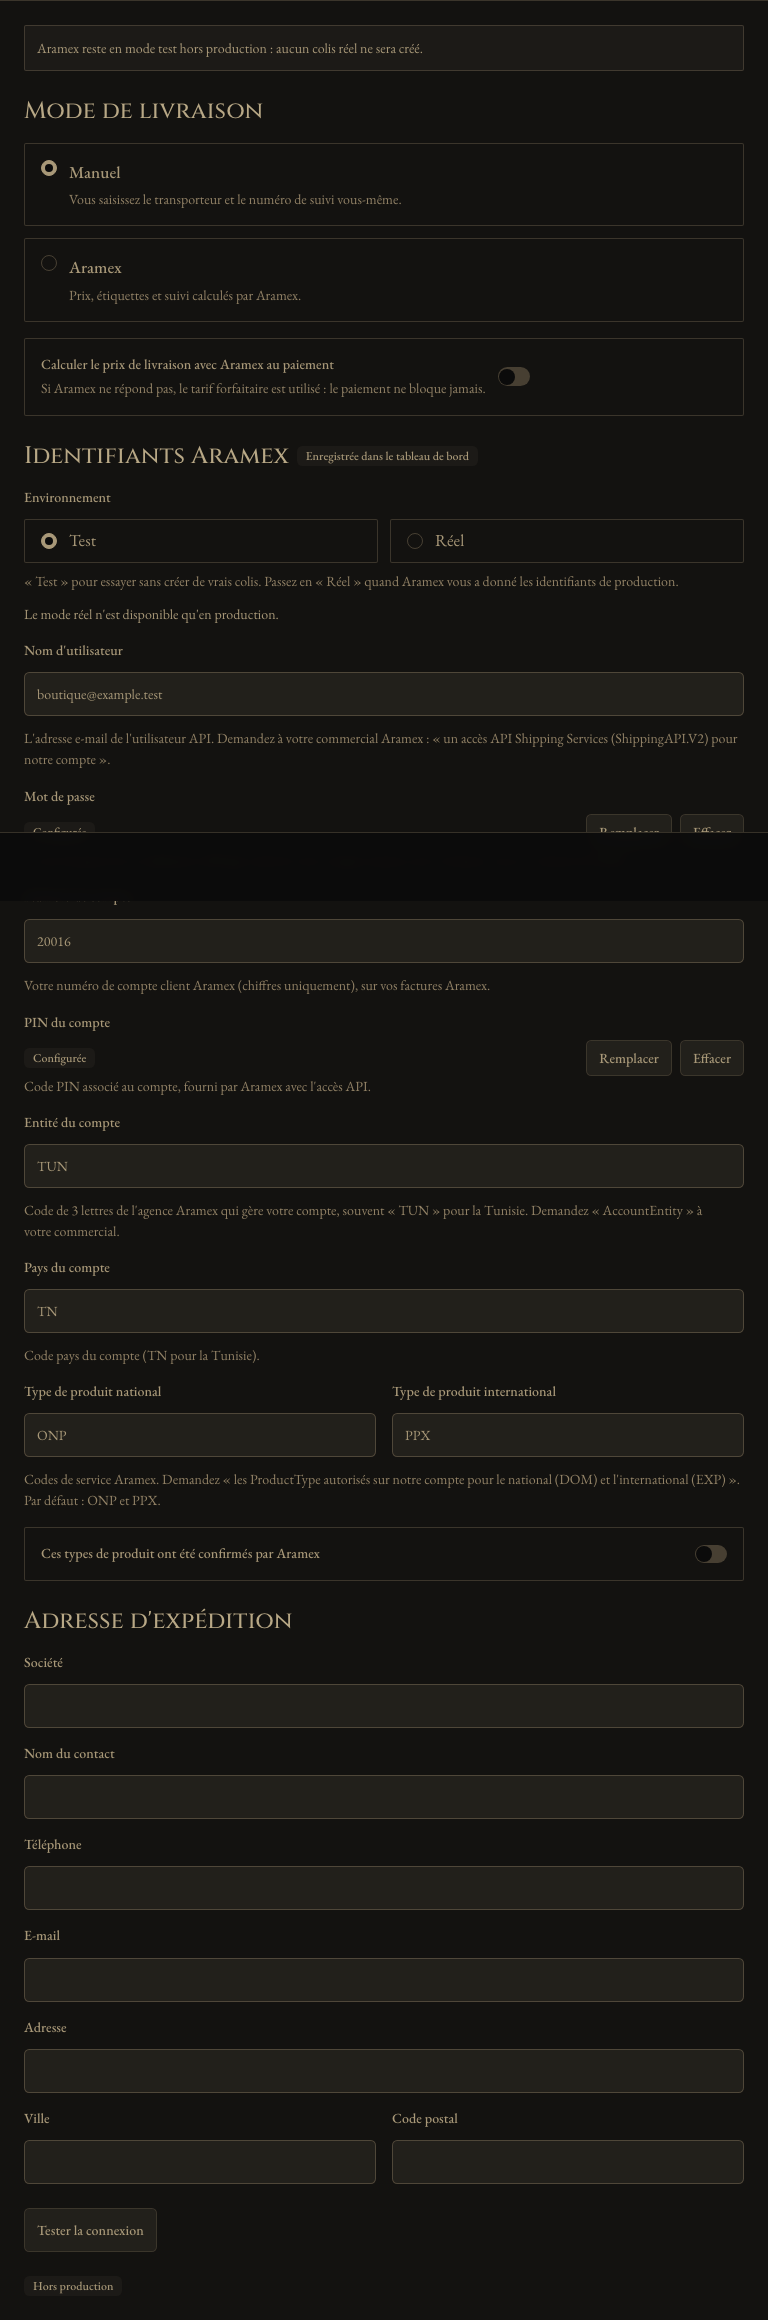 Aramex reste en mode test hors production : aucun colis réel ne sera créé.
Mode de livraison
Manuel
Vous saisissez le transporteur et le numéro de suivi vous-même.
Aramex
Prix, étiquettes et suivi calculés par Aramex.
Calculer le prix de livraison avec Aramex au paiement
Si Aramex ne répond pas, le tarif forfaitaire est utilisé : le paiement ne bloque jamais.
Identifiants Aramex Enregistrée dans le tableau de bord
Environnement
Test Réel
« Test » pour essayer sans créer de vrais colis. Passez en « Réel » quand Aramex vous a donné les identifiants de production.
Le mode réel n'est disponible qu'en production.
Nom d'utilisateur
boutique@example.test
L'adresse e-mail de l'utilisateur API. Demandez à votre commercial Aramex : « un accès API Shipping Services (ShippingAPI.V2) pour
notre compte ».
Mot de passe
Configurée Remplacer Effacer
20016
Votre numéro de compte client Aramex (chiffres uniquement), sur vos factures Aramex.
PIN du compte
Configurée Remplacer Effacer
Code PIN associé au compte, fourni par Aramex avec l'accès API.
Entité du compte
TUN
Code de 3 lettres de l'agence Aramex qui gère votre compte, souvent « TUN » pour la Tunisie. Demandez « AccountEntity » à
votre commercial.
Pays du compte
TN
Code pays du compte (TN pour la Tunisie).
Type de produit national Type de produit international
ONP PPX
Codes de service Aramex. Demandez « les ProductType autorisés sur notre compte pour le national (DOM) et l'international (EXP) ».
Par défaut : ONP et PPX.
Ces types de produit ont été confirmés par Aramex
Adresse d'expédition
Société
Nom du contact
Téléphone
E-mail
Adresse
Ville Code postal
Tester la connexion
Hors production